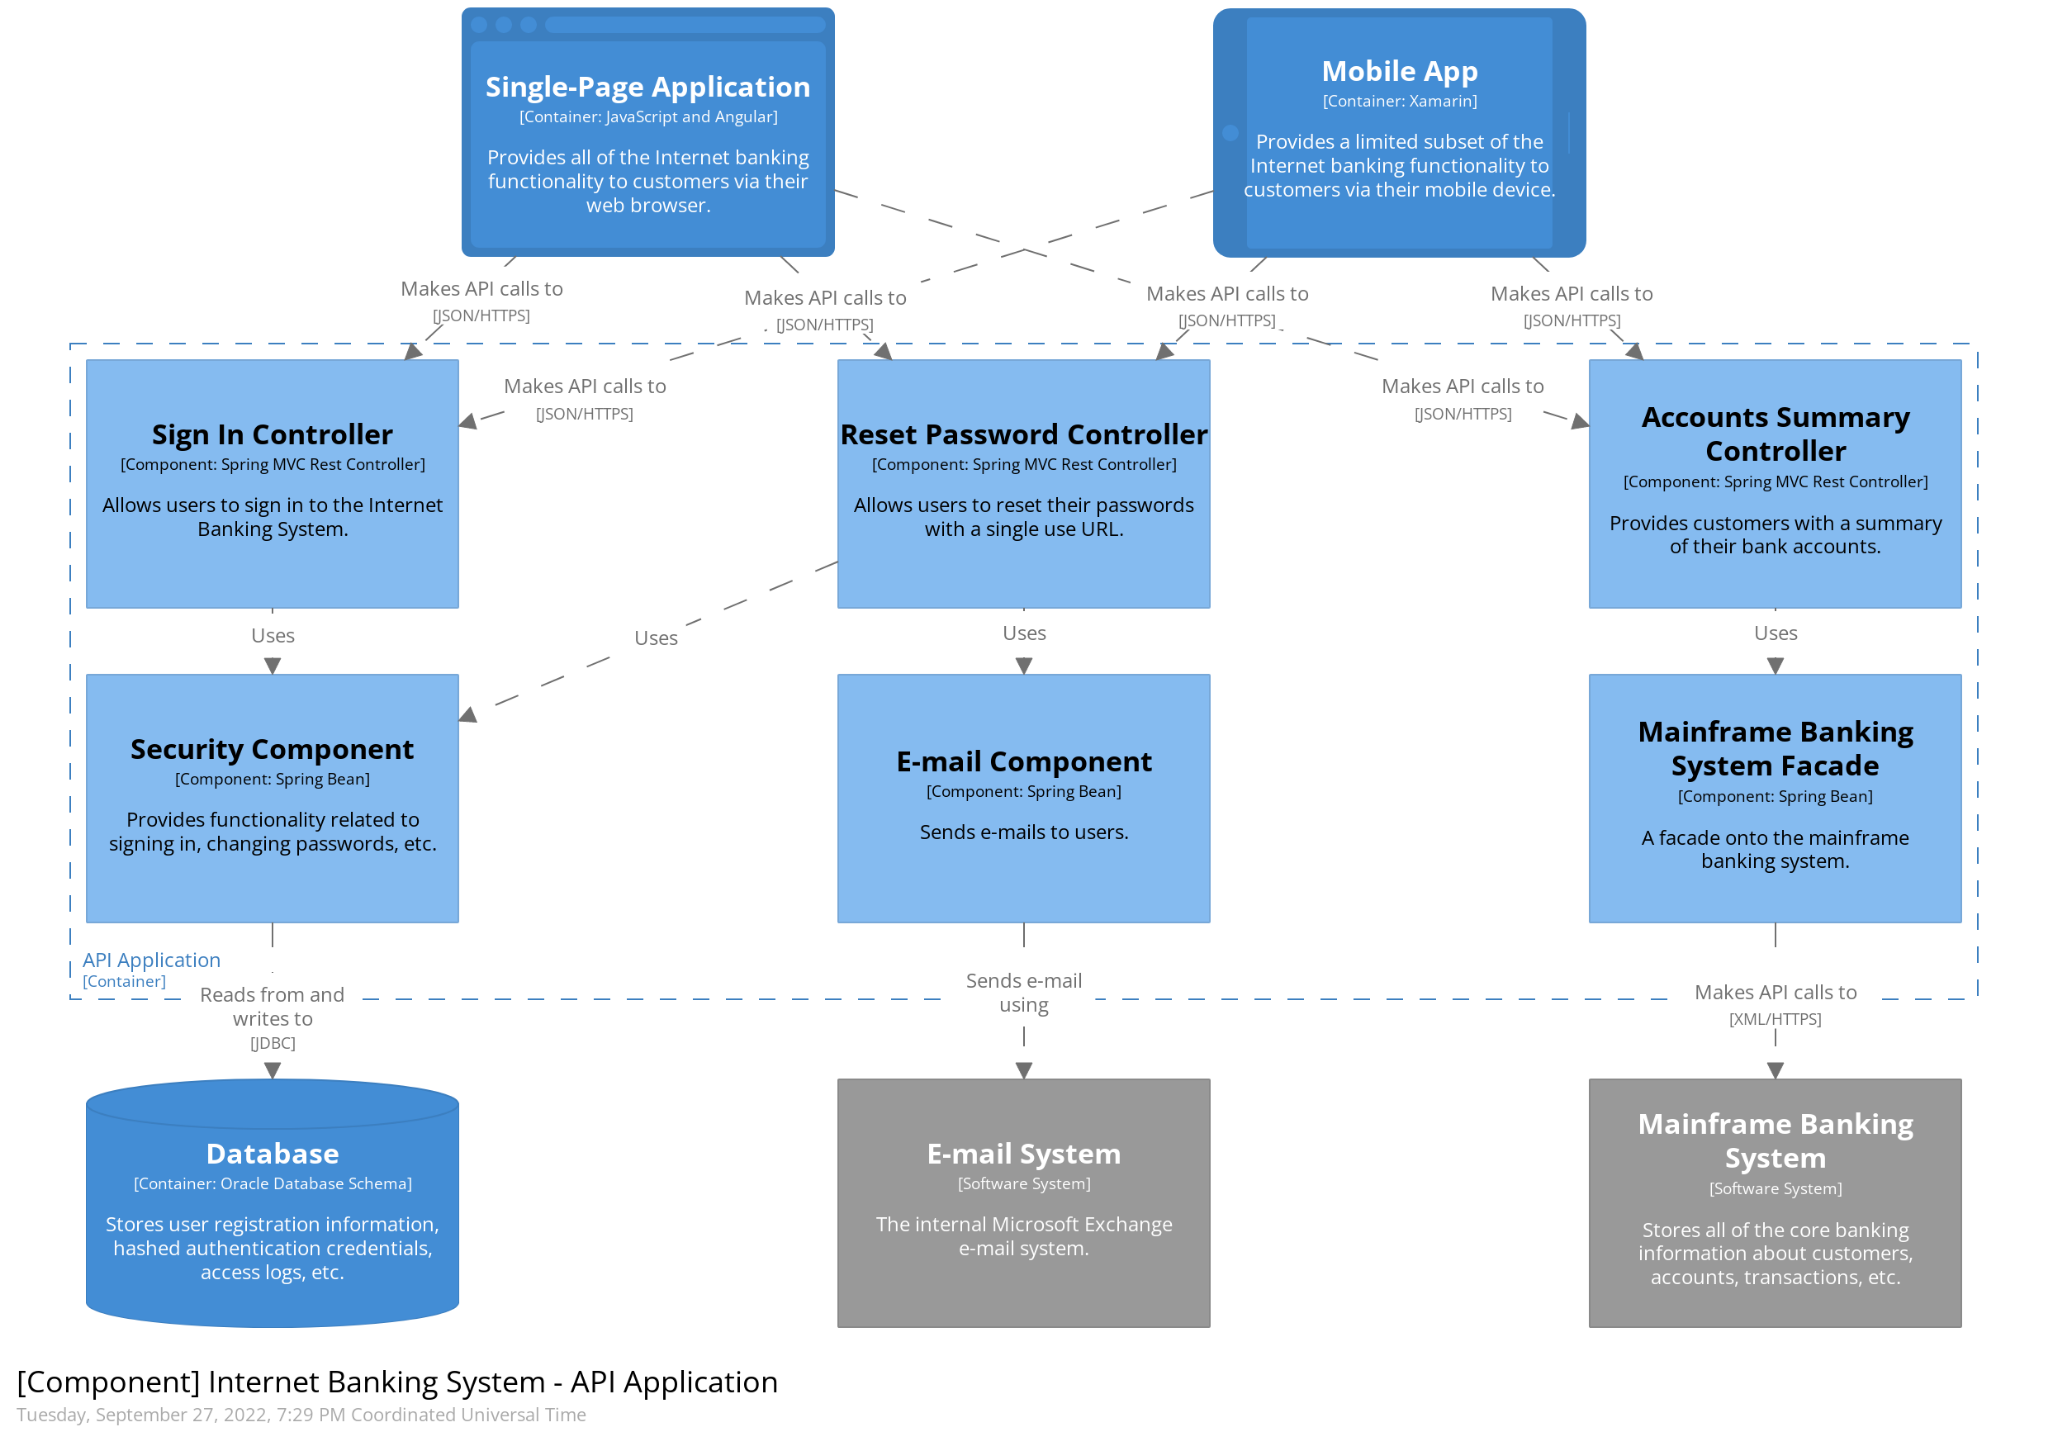 Single-Page Application
[Container: JavaScript and Angular]
Provides all of the Internet banking
functionality to customers via their
web browser.
Mobile App
[Container: Xamarin]
Provides a limited subset of the
Internet banking functionality to
customers via their mobile device.
Makes API calls to
[JSON/HTTPS]
Makes API calls to
[JSON/HTTPS]
Makes API calls to
[JSON/HTTPS]
Makes API calls to
[JSON/HTTPS]
Makes API calls to
[JSON/HTTPS]
Makes API calls to
[JSON/HTTPS]
Sign In Controller
[Component: Spring MVC Rest Controller]
Allows users to sign in to the Internet
Banking System.
Reset Password Controller
[Component: Spring MVC Rest Controller]
Allows users to reset their passwords
with a single use URL.
Accounts Summary
Controller
[Component: Spring MVC Rest Controller]
Provides customers with a summary
of their bank accounts.
Uses
Uses
Uses
Uses
Security Component
[Component: Spring Bean]
Provides functionality related to
signing in, changing passwords, etc.
E-mail Component
[Component: Spring Bean]
Sends e-mails to users.
Mainframe Banking
System Facade
[Component: Spring Bean]
A facade onto the mainframe
banking system.
API Application
[Container]
Reads from and
writes to
[JDBC]
Sends e-mail
using
Makes API calls to
[XML/HTTPS]
Database
[Container: Oracle Database Schema]
Stores user registration information,
hashed authentication credentials,
access logs, etc.
E-mail System
[Software System]
The internal Microsoft Exchange
e-mail system.
Mainframe Banking
System
[Software System]
Stores all of the core banking
information about customers,
accounts, transactions, etc.
[Component] Internet Banking System - API Application
Tuesday, September 27, 2022, 7:29 PM Coordinated Universal Time